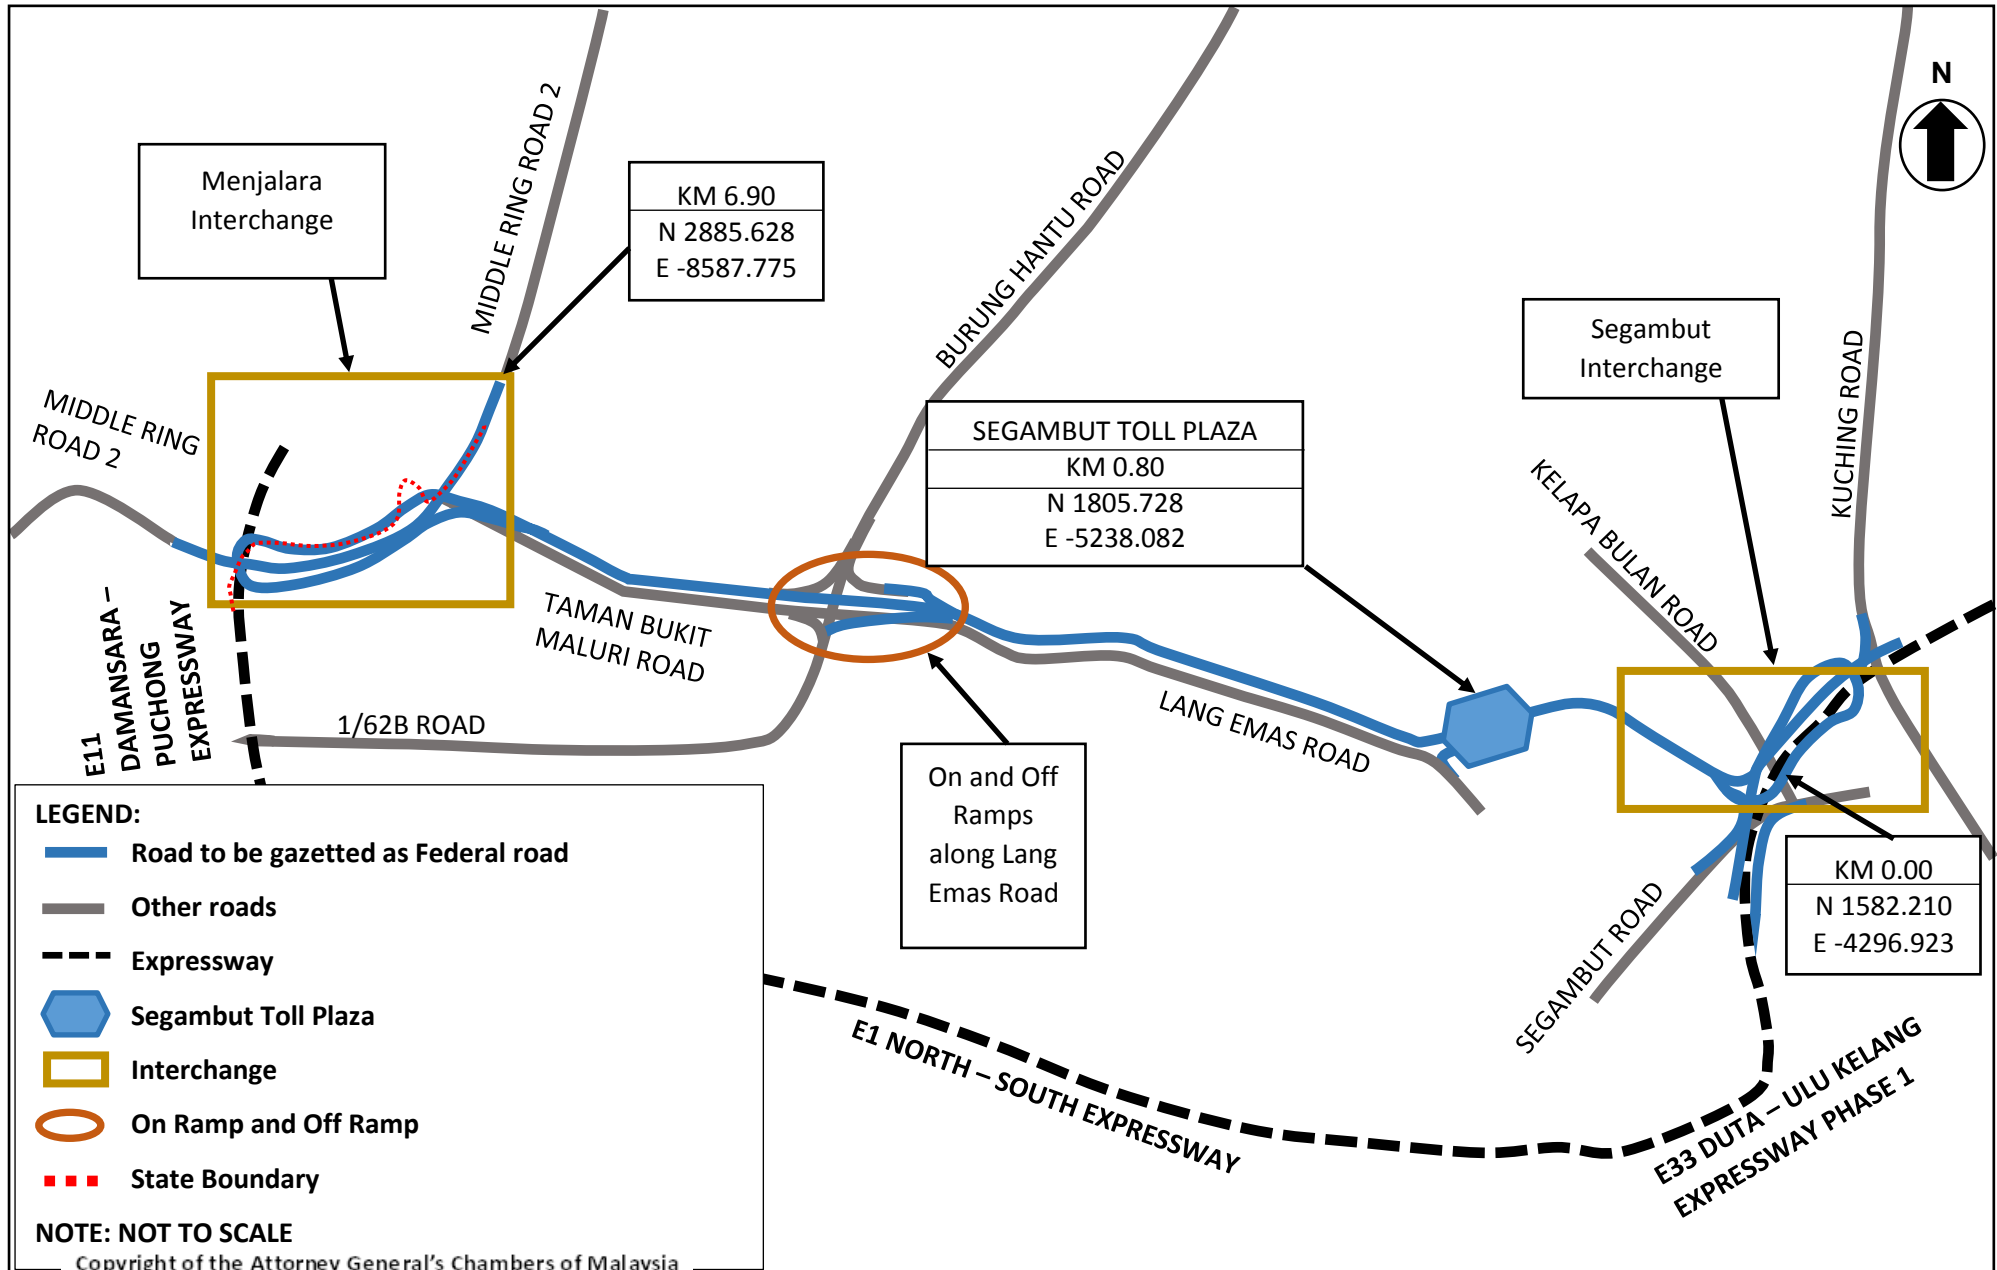 N
MIDDLE RING ROAD 2
Menjalara
Interchange
KM 6.90
N 2885.628
E -8587.775
BURUNG HANTU ROAD
Segambut
Interchange
KUCHING ROAD
MIDDLE RING
ROAD 2
SEGAMBUT TOLL PLAZA
KM 0.80
N 1805.728
E -5238.082
KELAPA BULAN ROAD
E11
DAMANSARA –
PUCHONG
EXPRESSWAY
TAMAN BUKIT
MALURI ROAD
1/62B ROAD
LANG EMAS ROAD
On and Off
Ramps
along Lang
Emas Road
KM 0.00
N 1582.210
E -4296.923
SEGAMBUT ROAD
E1 NORTH – SOUTH EXPRESSWAY
E33 DUTA – ULU KELANG
EXPRESSWAY PHASE 1
LEGEND:
Road to be gazetted as Federal road
Other roads
Expressway
Segambut Toll Plaza
Interchange
On Ramp and Off Ramp
State Boundary
NOTE: NOT TO SCALE
Copyright of the Attorney General's Chambers of Malaysia